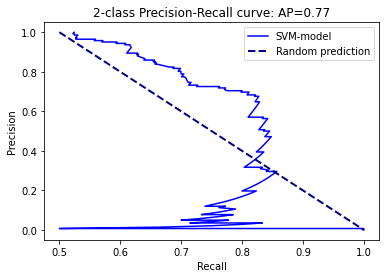 2-class Precision-Recall curve: AP=0.77
SVM-model
Random prediction
Precision
1.0
0.8
0.6
0.4
0.2
0.0
0.5
0.6
0.7
0.8
0.9
1.0
Recall